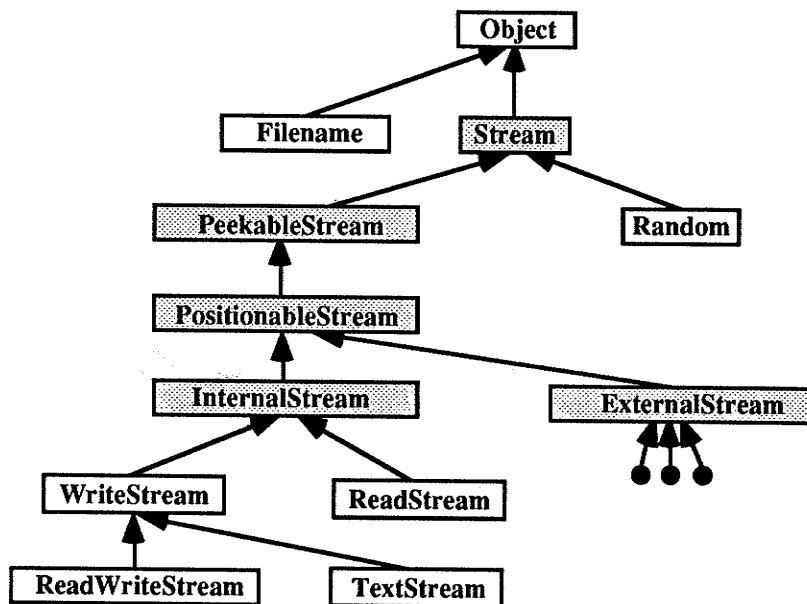 Object
Filename
Stream
PeekableStream
Random
PositionableStream
InternalStream
ExternalStream
WriteStream
ReadStream
ReadWriteStream
TextStream